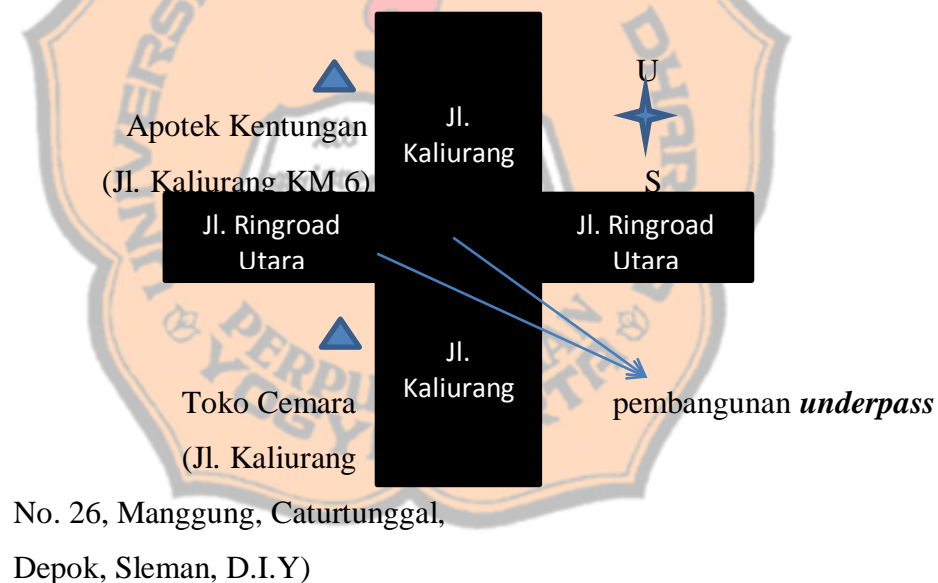 U
Jl.
Kaliurang
Apotek Kentungan
(Jl. Kaliurang KM 6)
S
Jl. Ringroad
Utara
Jl. Ringroad
Utara
Jl.
Kaliurang
Toko Cemara
pembangunan underpass
(Jl. Kaliurang
No. 26, Manggung, Caturtunggal,
Depok, Sleman, D.I.Y)